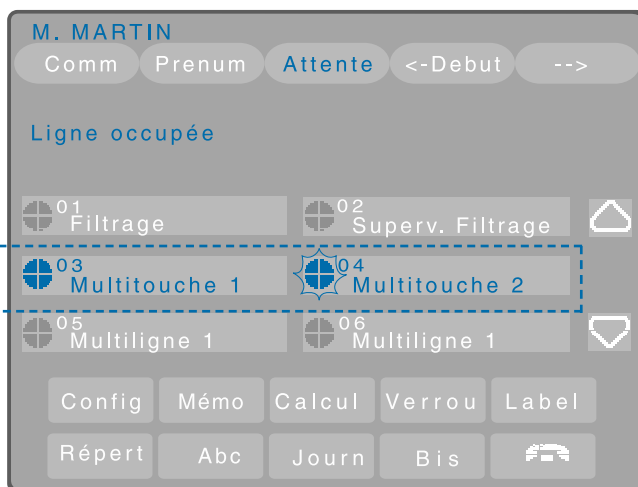 M. MARTIN
Comm Prenum Attente <-Debut -->
Ligne occupée
01 Filtrage 02 Superv. Filtrage
03 Multitouche 1 04 Multitouche 2
05 Multiligne 1 06 Multiligne 1
Config Mémo Calcul Verrou Label
Répert Abc Journ Bis